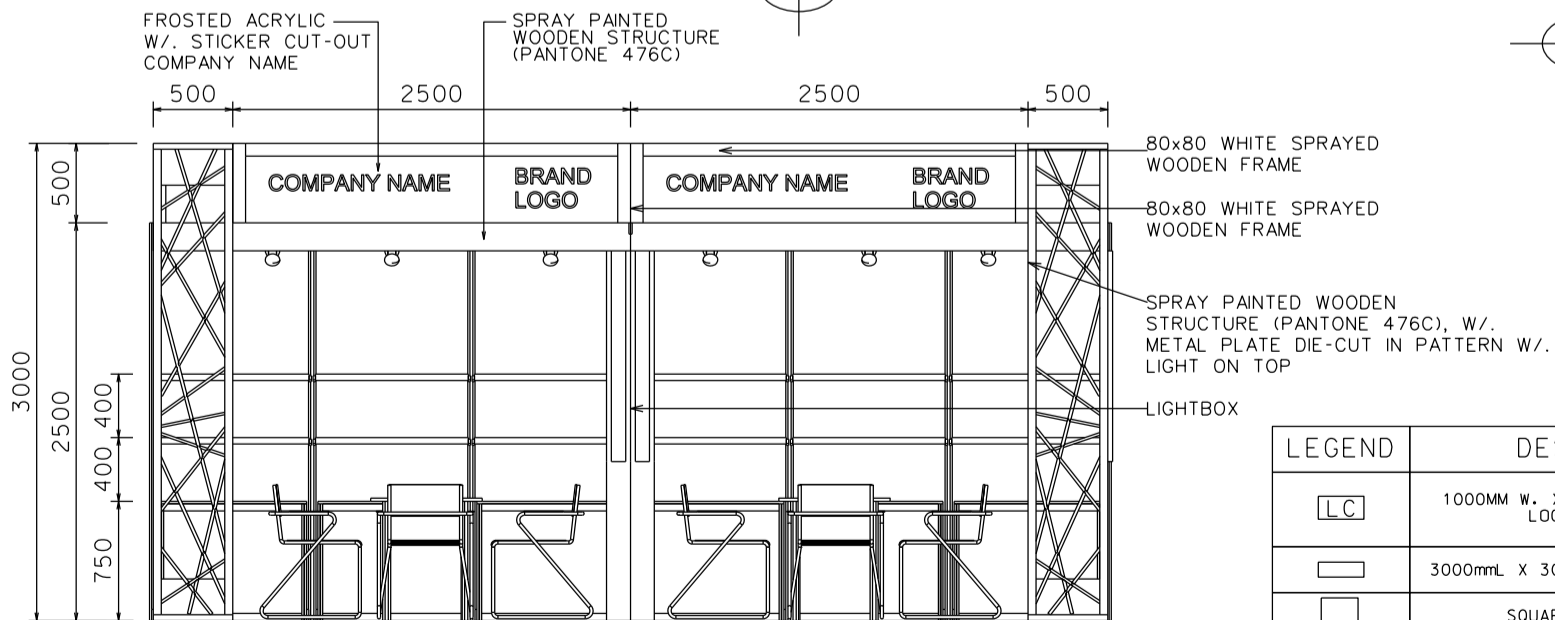 FROSTED ACRYLIC
W/. STICKER CUT-OUT
COMPANY NAME
SPRAY PAINTED
WOODEN STRUCTURE
(PANTONE 476C)
500
2500
2500
500
3000
500
2500
400
400
750
COMPANY NAME
BRAND
LOGO
COMPANY NAME
BRAND
LOGO
80x80 WHITE SPRAYED
WOODEN FRAME
80x80 WHITE SPRAYED
WOODEN FRAME
SPRAY PAINTED WOODEN
STRUCTURE (PANTONE 476C), W/.
METAL PLATE DIE-CUT IN PATTERN W/.
LIGHT ON TOP
LIGHTBOX
LEGEND
LC
1000MM W.
3000mmL X